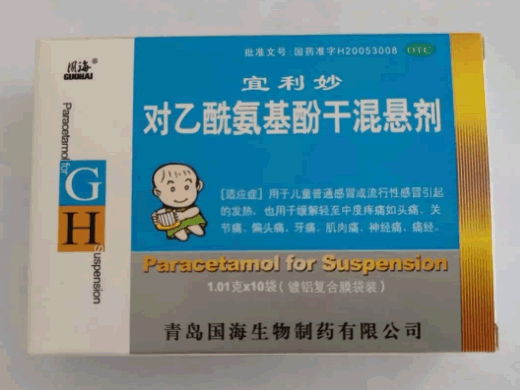 批准文号：国药准字H20053008 OTC
国海
GUOHAI
宜利妙
对乙酰氨基酚干混悬剂
Paracetamol for
GH
Suspension
[适应症] 用于儿童普通感冒或流行性感冒引起
的发热。也用于缓解轻至中度疼痛如头痛、关
节痛、偏头痛、牙痛、肌肉痛、神经痛、痛经。
Paracetamol for Suspension
1.01克x10袋（镀铝复合膜袋装）
青岛国海生物制药有限公司